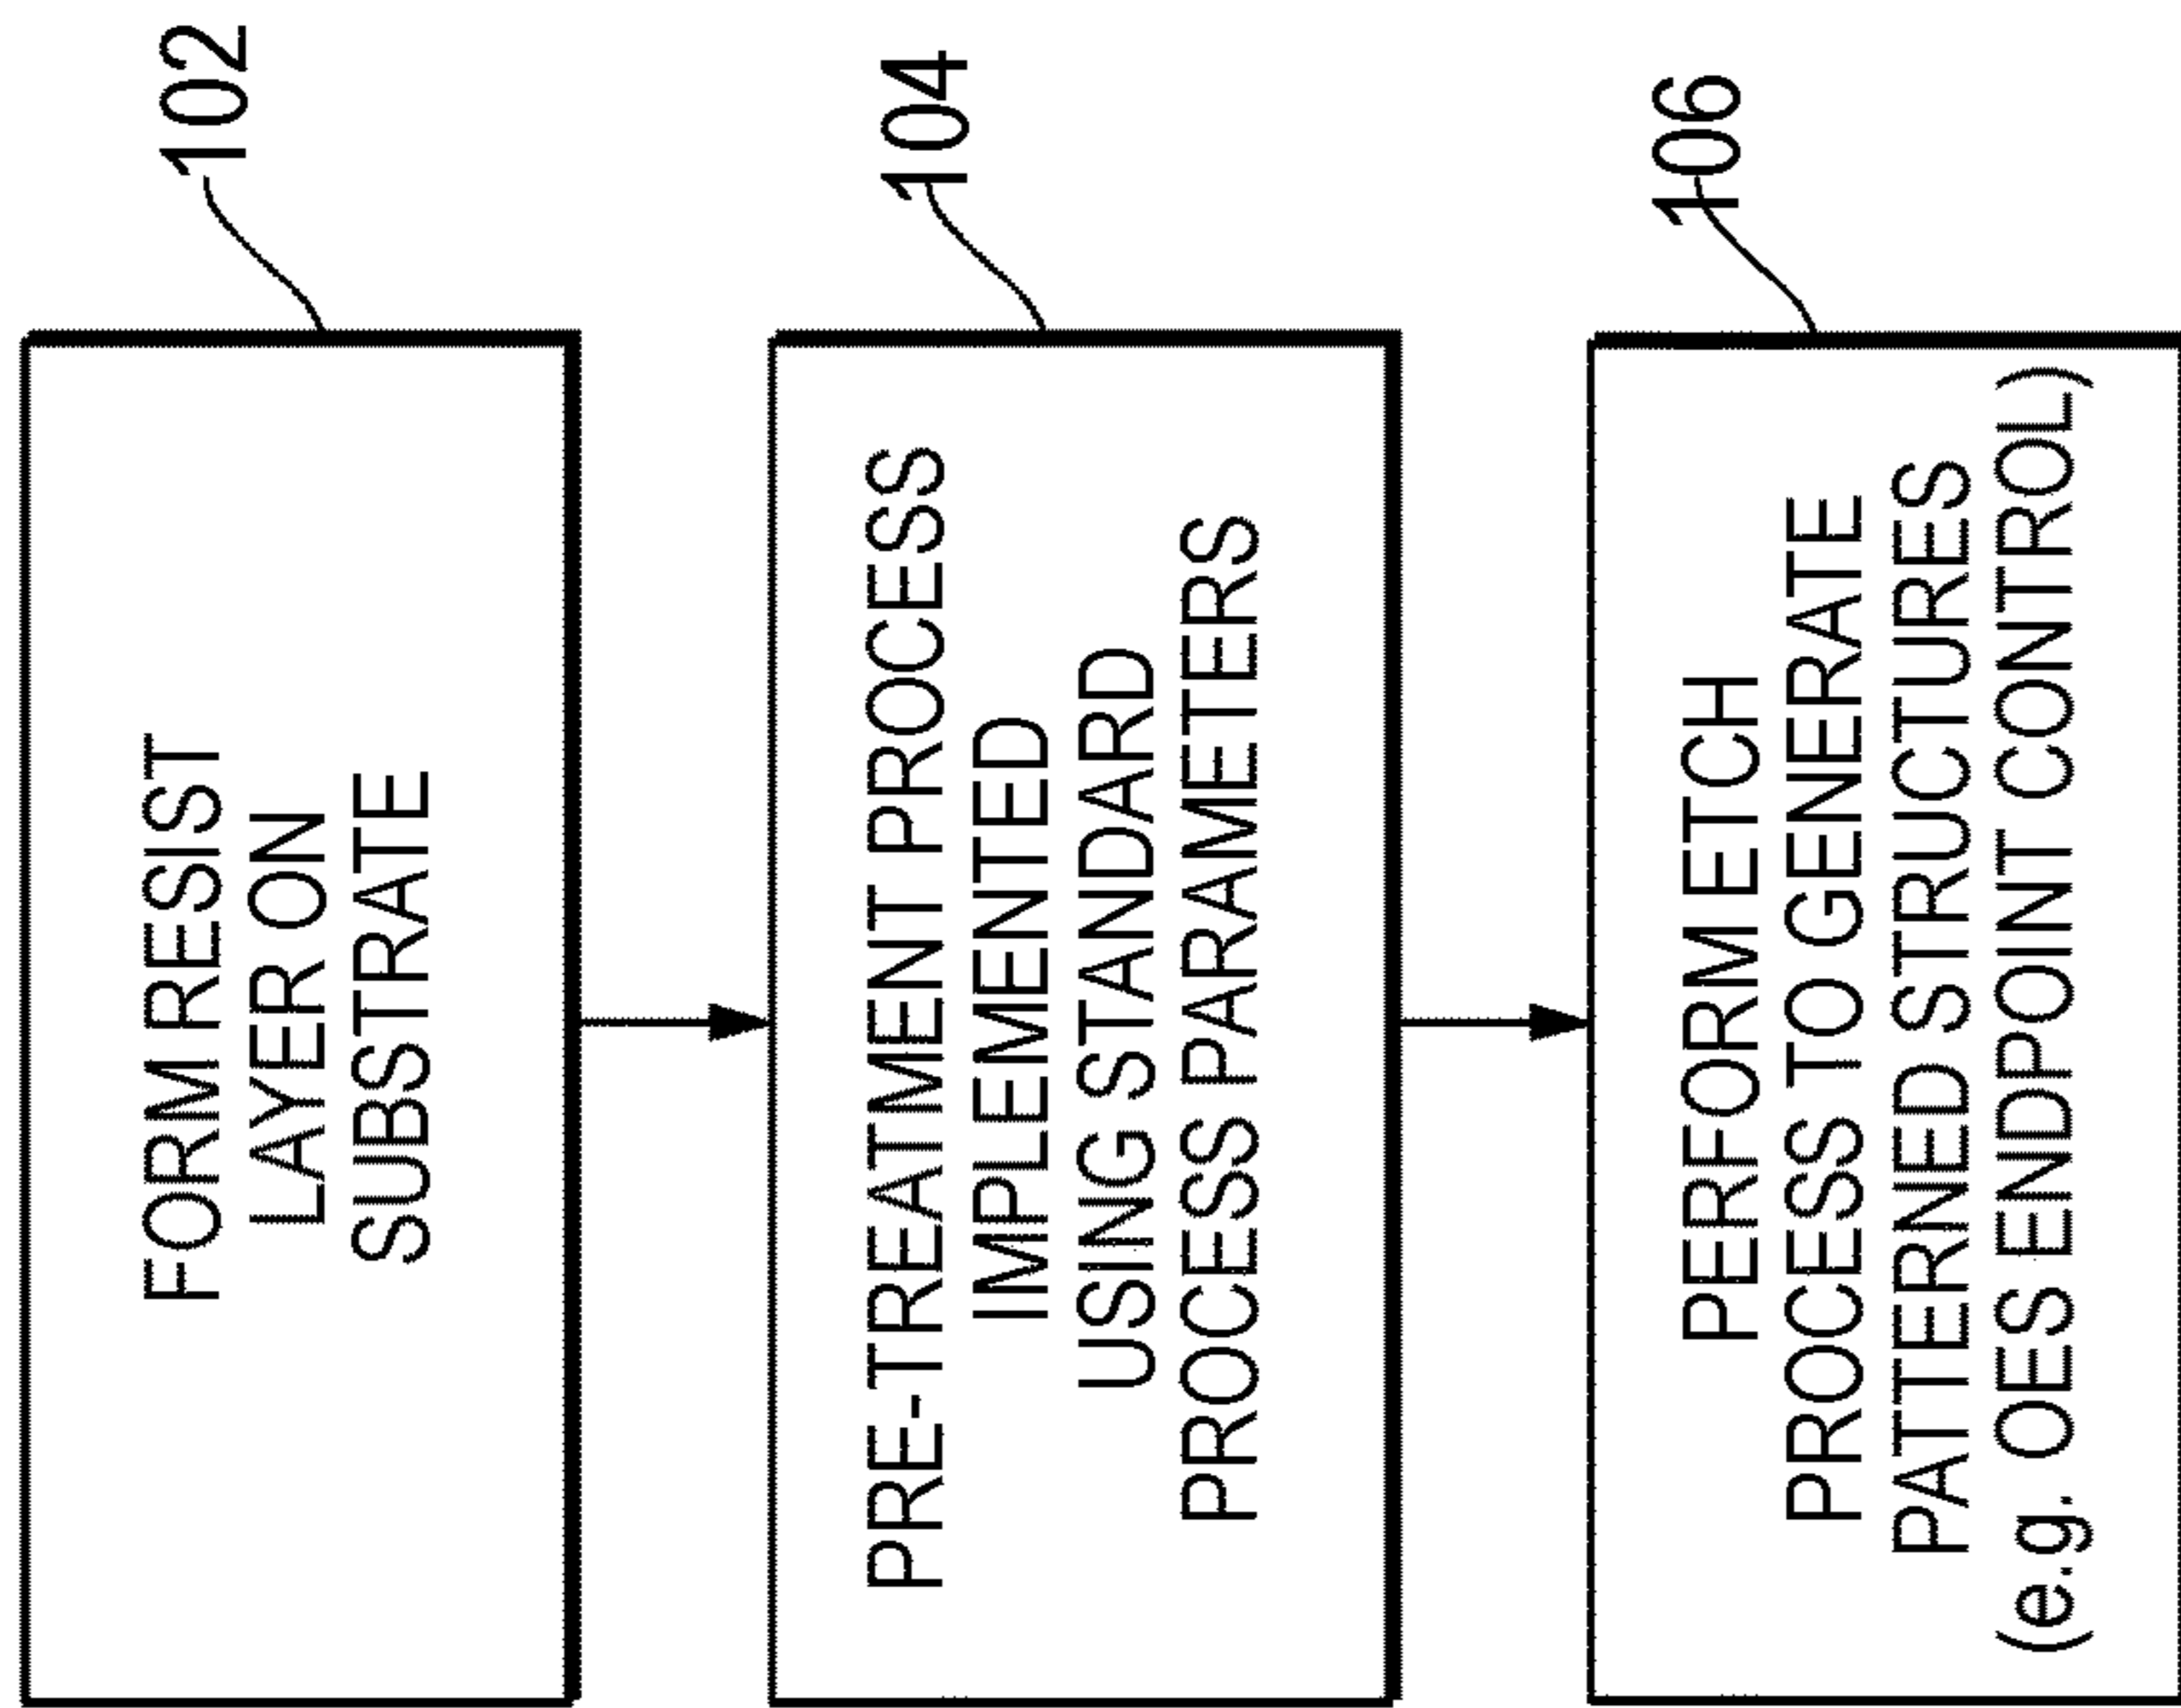 FORM RESIST
LAYER ON
SUBSTRATE
102
PRE-TREATMENT PROCESS
IMPLEMENTED
USING STANDARD
PROCESS PARAMETERS
104
PERFORM ETCH
PROCESS TO GENERATE
PATTERNED STRUCTURES
(e.g. OES ENDPOINT CONTROL)
106